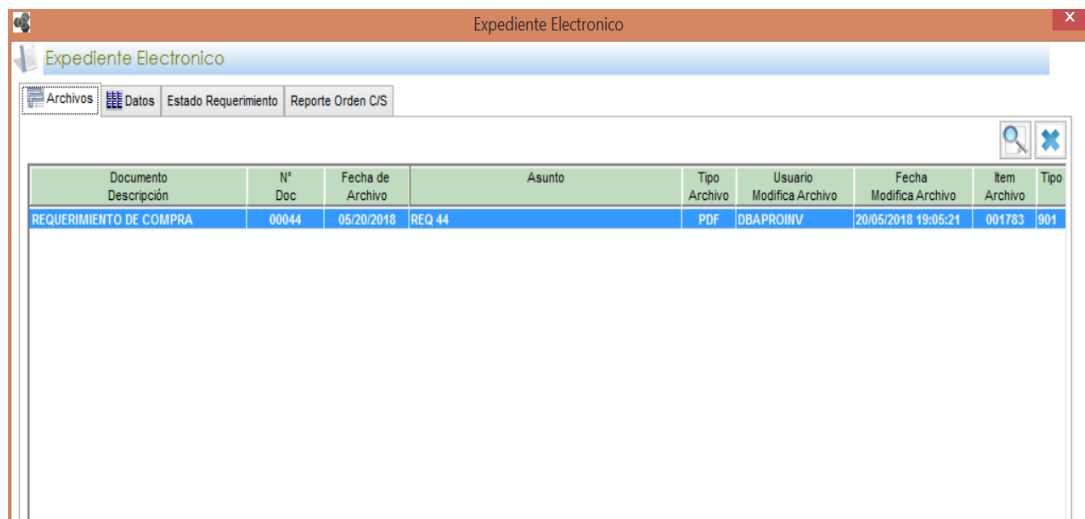 Expediente Electronico
X
Expediente Electronico
Archivos Datos Estado Requerimiento Reporte Orden C/S
Documento N° Fecha de Asunto Tipo Usuario Fecha Item Tipo
Descripción Doc Archivo Archivo Modifica Archivo Modifica Archivo Archivo
REQUERIMIENTO DE COMPRA 00044 05/20/2018 REQ 44 PDF DBAPROINV 20/05/2018 19:05:21 001783 901